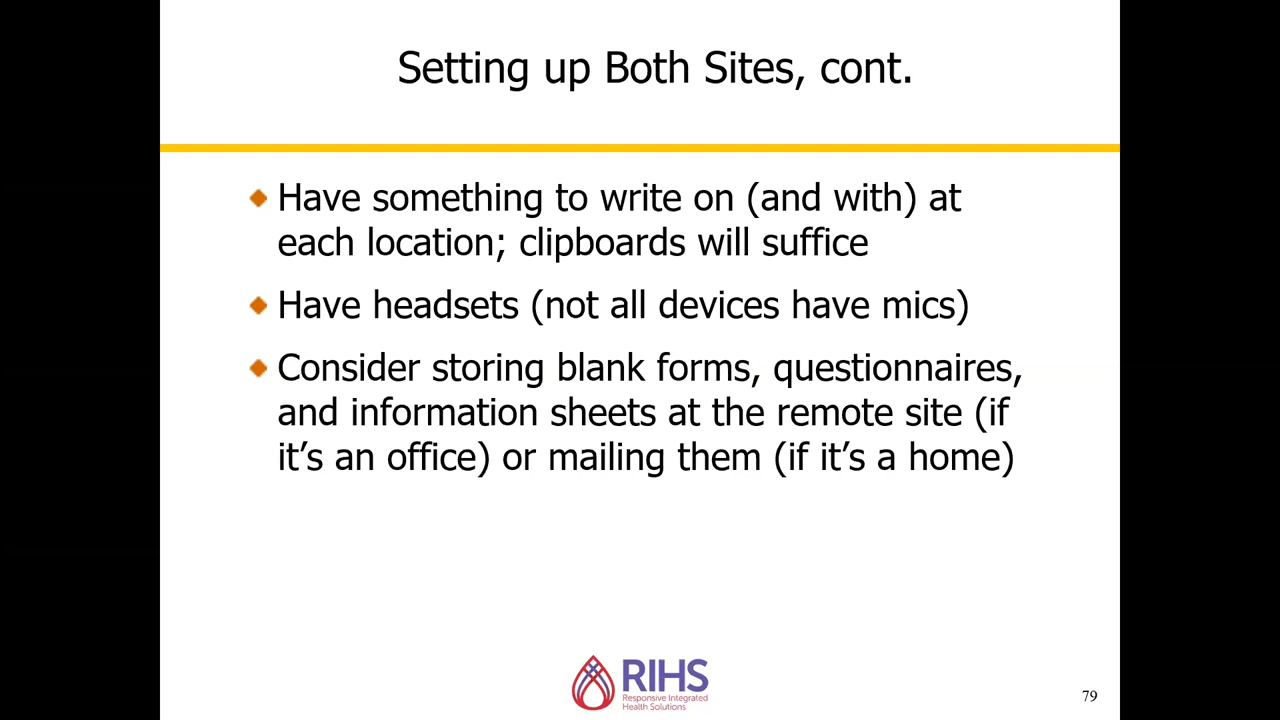 Setting up Both Sites, cont.
Have something to write on (and with) at
each location; clipboards will suffice
Have headsets (not all devices have mics)
Consider storing blank forms, questionnaires,
and information sheets at the remote site (if
it’s an office) or mailing them (if it’s a home)
RIHS
Responsive Integrated
Health Solutions
79